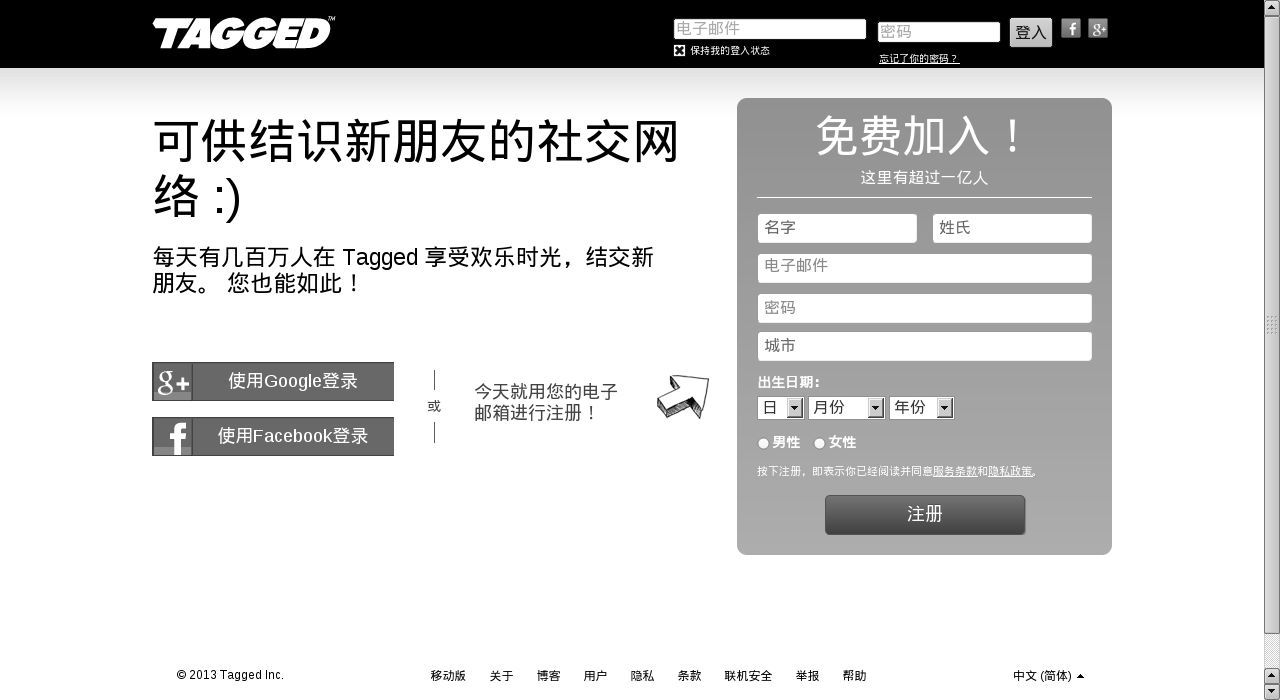 TAGGED™
电子邮件
密码
登入
保持我的登入状态
忘记了你的密码？
可供结识新朋友的社交网
络 :)
每天有几百万人在 Tagged 享受欢乐时光，结交新
朋友。 您也能如此！
使用Google登录
使用Facebook登录
或
今天就用您的电子
邮箱进行注册！
免费加入！
这里有超过一亿人
名字
姓氏
电子邮件
密码
城市
出生日期:
日 月份 年份
男性 女性
按下注册，即表示你已经阅读并同意服务条款和隐私政策。
注册
© 2013 Tagged Inc.
移动版 关于 博客 用户 隐私 条款 联机安全 举报 帮助
中文 (简体)